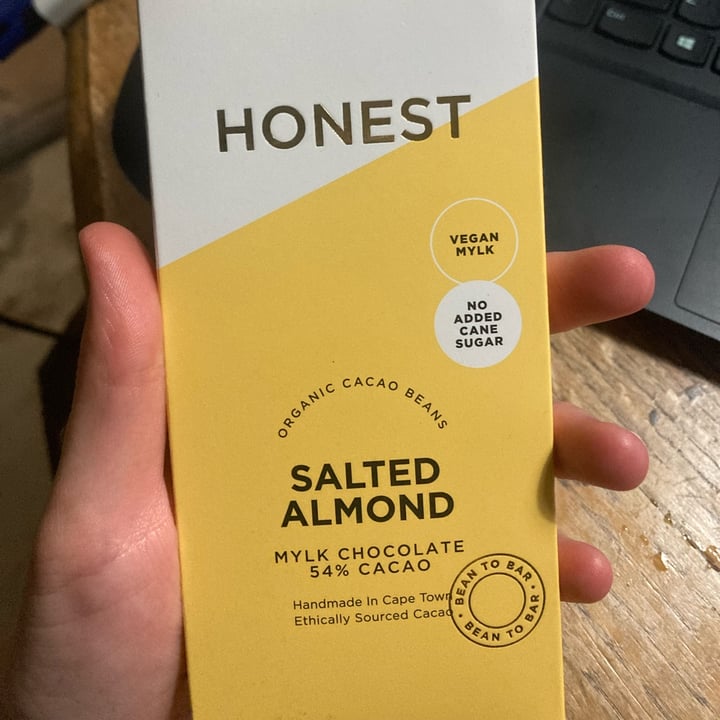 HONEST
VEGAN
MYLK
NO
ADDED
CANE
SUGAR
ORGANIC CACAO BEANS
SALTED
ALMOND
MYLK CHOCOLATE
54% CACAO
Handmade In Cape Town
Ethically Sourced Cacao
BEAN TO BAR
BEAN TO BAR
Ctrl